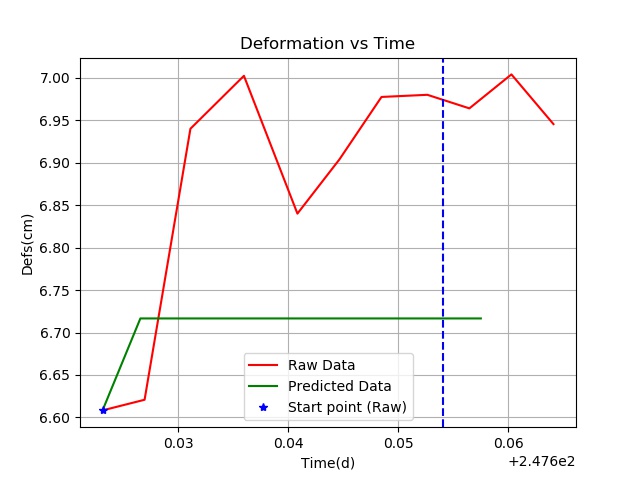 Deformation vs Time
Defs(cm)
7.00
6.95
6.90
6.85
6.80
6.75
6.70
6.65
6.60
Raw Data
Predicted Data
Start point (Raw)
0.03 0.04 0.05 0.06
Time(d)
+2.476e2